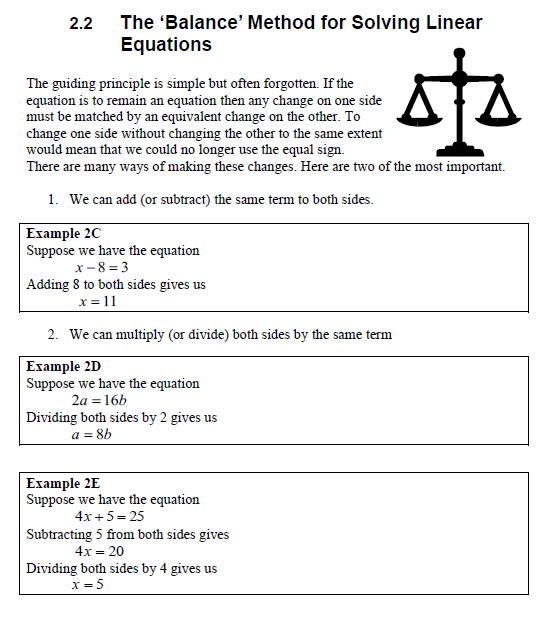 2.2 The ‘Balance’ Method for Solving Linear
Equations
The guiding principle is simple but often forgotten. If the
equation is to remain an equation then any change on one side
must be matched by an equivalent change on the other. To
change one side without changing the other to the same extent
would mean that we could no longer use the equal sign.
There are many ways of making these changes. Here are two of the most important.
1. We can add (or subtract) the same term to both sides.
Example 2C
Suppose we have the equation
x – 8 = 3
Adding 8 to both sides gives us
x = 11
2. We can multiply (or divide) both sides by the same term
Example 2D
Suppose we have the equation
2a = 16b
Dividing both sides by 2 gives us
a = 8b
Example 2E
Suppose we have the equation
4x + 5 = 25
Subtracting 5 from both sides gives
4x = 20
Dividing both sides by 4 gives us
x = 5